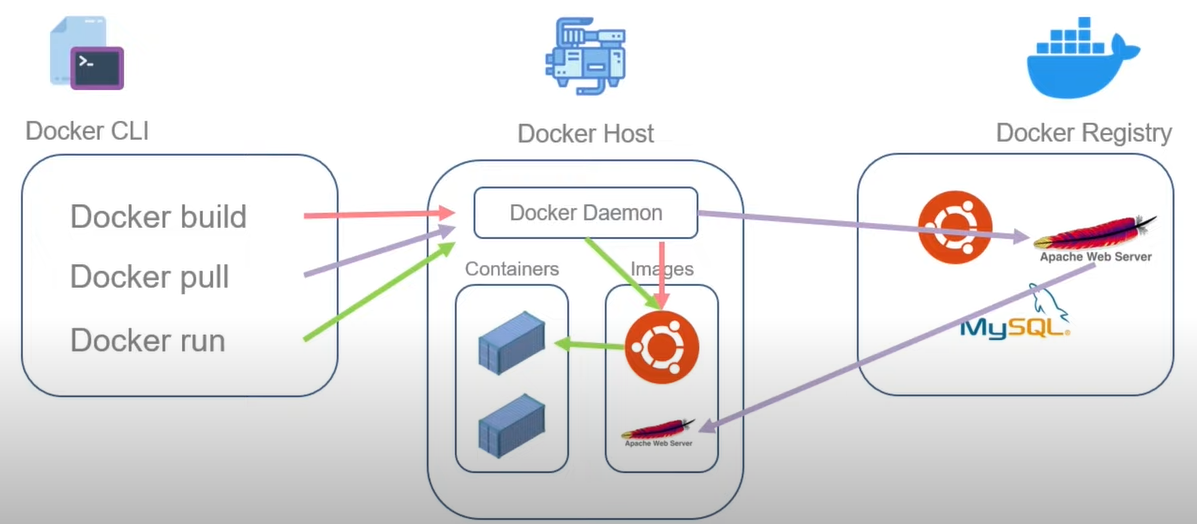 >_
Docker CLI
Docker Host
Docker Registry
Docker build
Docker pull
Docker run
Docker Daemon
Containers
Images
Apache Web Server
Apache Web Server
MySQL